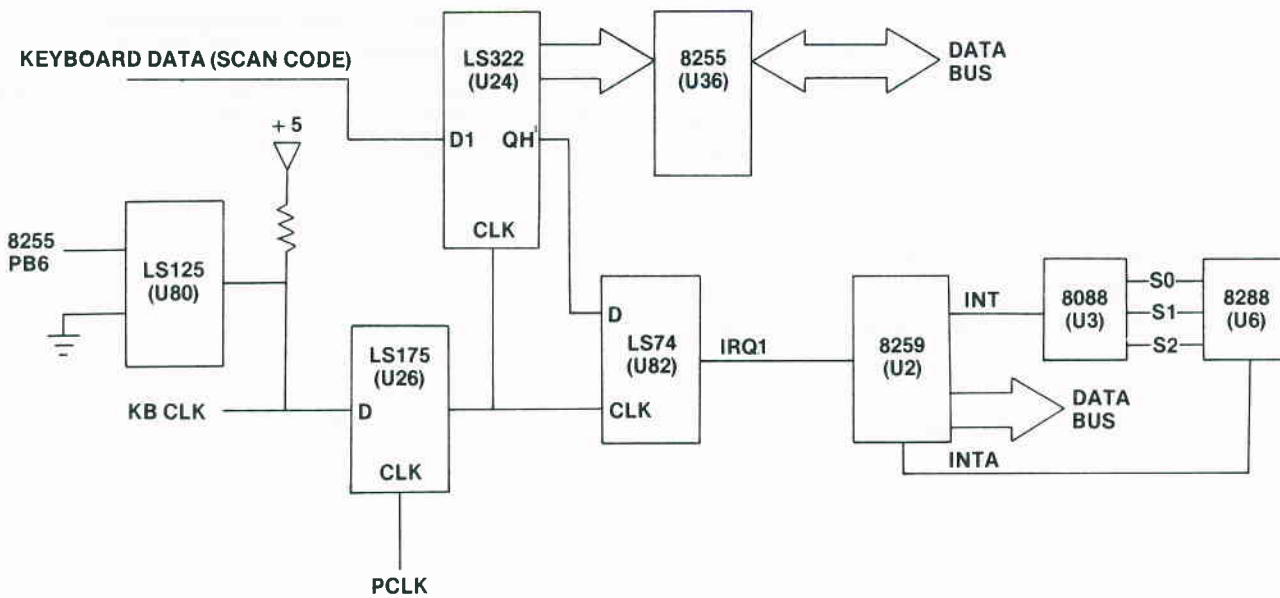 KEYBOARD DATA (SCAN CODE)
LS322
(U24)
D1
QH'
CLK
8255
(U36)
DATA
BUS
+ 5
8255
PB6
LS125
(U80)
KB CLK
LS175
(U26)
D
CLK
PCLK
D
LS74
(U82)
CLK
IRQ1
8259
(U2)
INT
8088
(U3)
S0
S1
S2
8288
(U6)
DATA
BUS
INTA